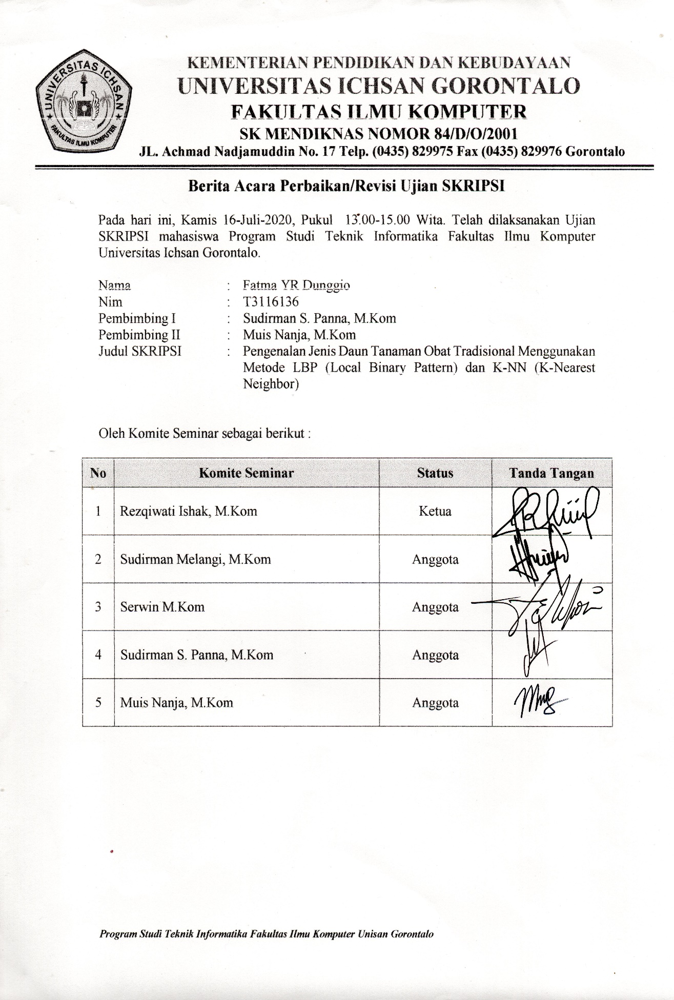 UNIVERSITAS ICHSAN
FAKULTAS ILMU KOMPUTER
KEMENTERIAN PENDIDIKAN DAN KEBUDAYAAN
UNIVERSITAS ICHSAN GORONTALO
FAKULTAS ILMU KOMPUTER
SK MENDIKNAS NOMOR 84/D/O/2001
JL. Achmad Nadjamuddin No. 17 Telp. (0435) 829975 Fax (0435) 829976 Gorontalo
Berita Acara Perbaikan/Revisi Ujian SKRIPSI
Pada hari ini, Kamis 16-Juli-2020, Pukul 13.00-15.00 Wita. Telah dilaksanakan Ujian
SKRIPSI mahasiswa Program Studi Teknik Informatika Fakultas Ilmu Komputer
Universitas Ichsan Gorontalo.
Nama : Fatma YR Dunggio
Nim : T3116136
Pembimbing I : Sudirman S. Panna, M.Kom
Pembimbing II : Muis Nanja, M.Kom
Judul SKRIPSI : Pengenalan Jenis Daun Tanaman Obat Tradisional Menggunakan
Metode LBP (Local Binary Pattern) dan K-NN (K-Nearest
Neighbor)
Oleh Komite Seminar sebagai berikut :
No Komite Seminar Status Tanda Tangan
1 Rezqiwati Ishak, M.Kom Ketua
2 Sudirman Melangi, M.Kom Anggota
3 Serwin M.Kom Anggota
4 Sudirman S. Panna, M.Kom Anggota
5 Muis Nanja, M.Kom Anggota
Program Studi Teknik Informatika Fakultas Ilmu Komputer Unisan Gorontalo